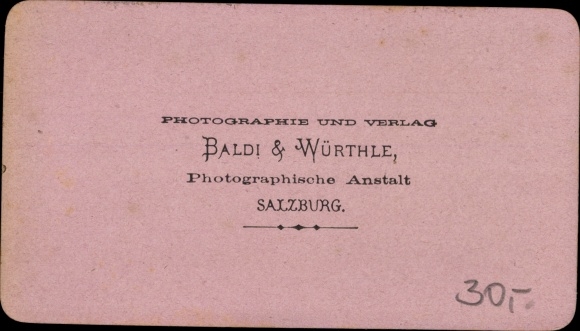 PHOTOGRAPHIE UND VERLAG
BALDI & WÜRTHLE,
Photographische Anstalt
SALZBURG.
30,-